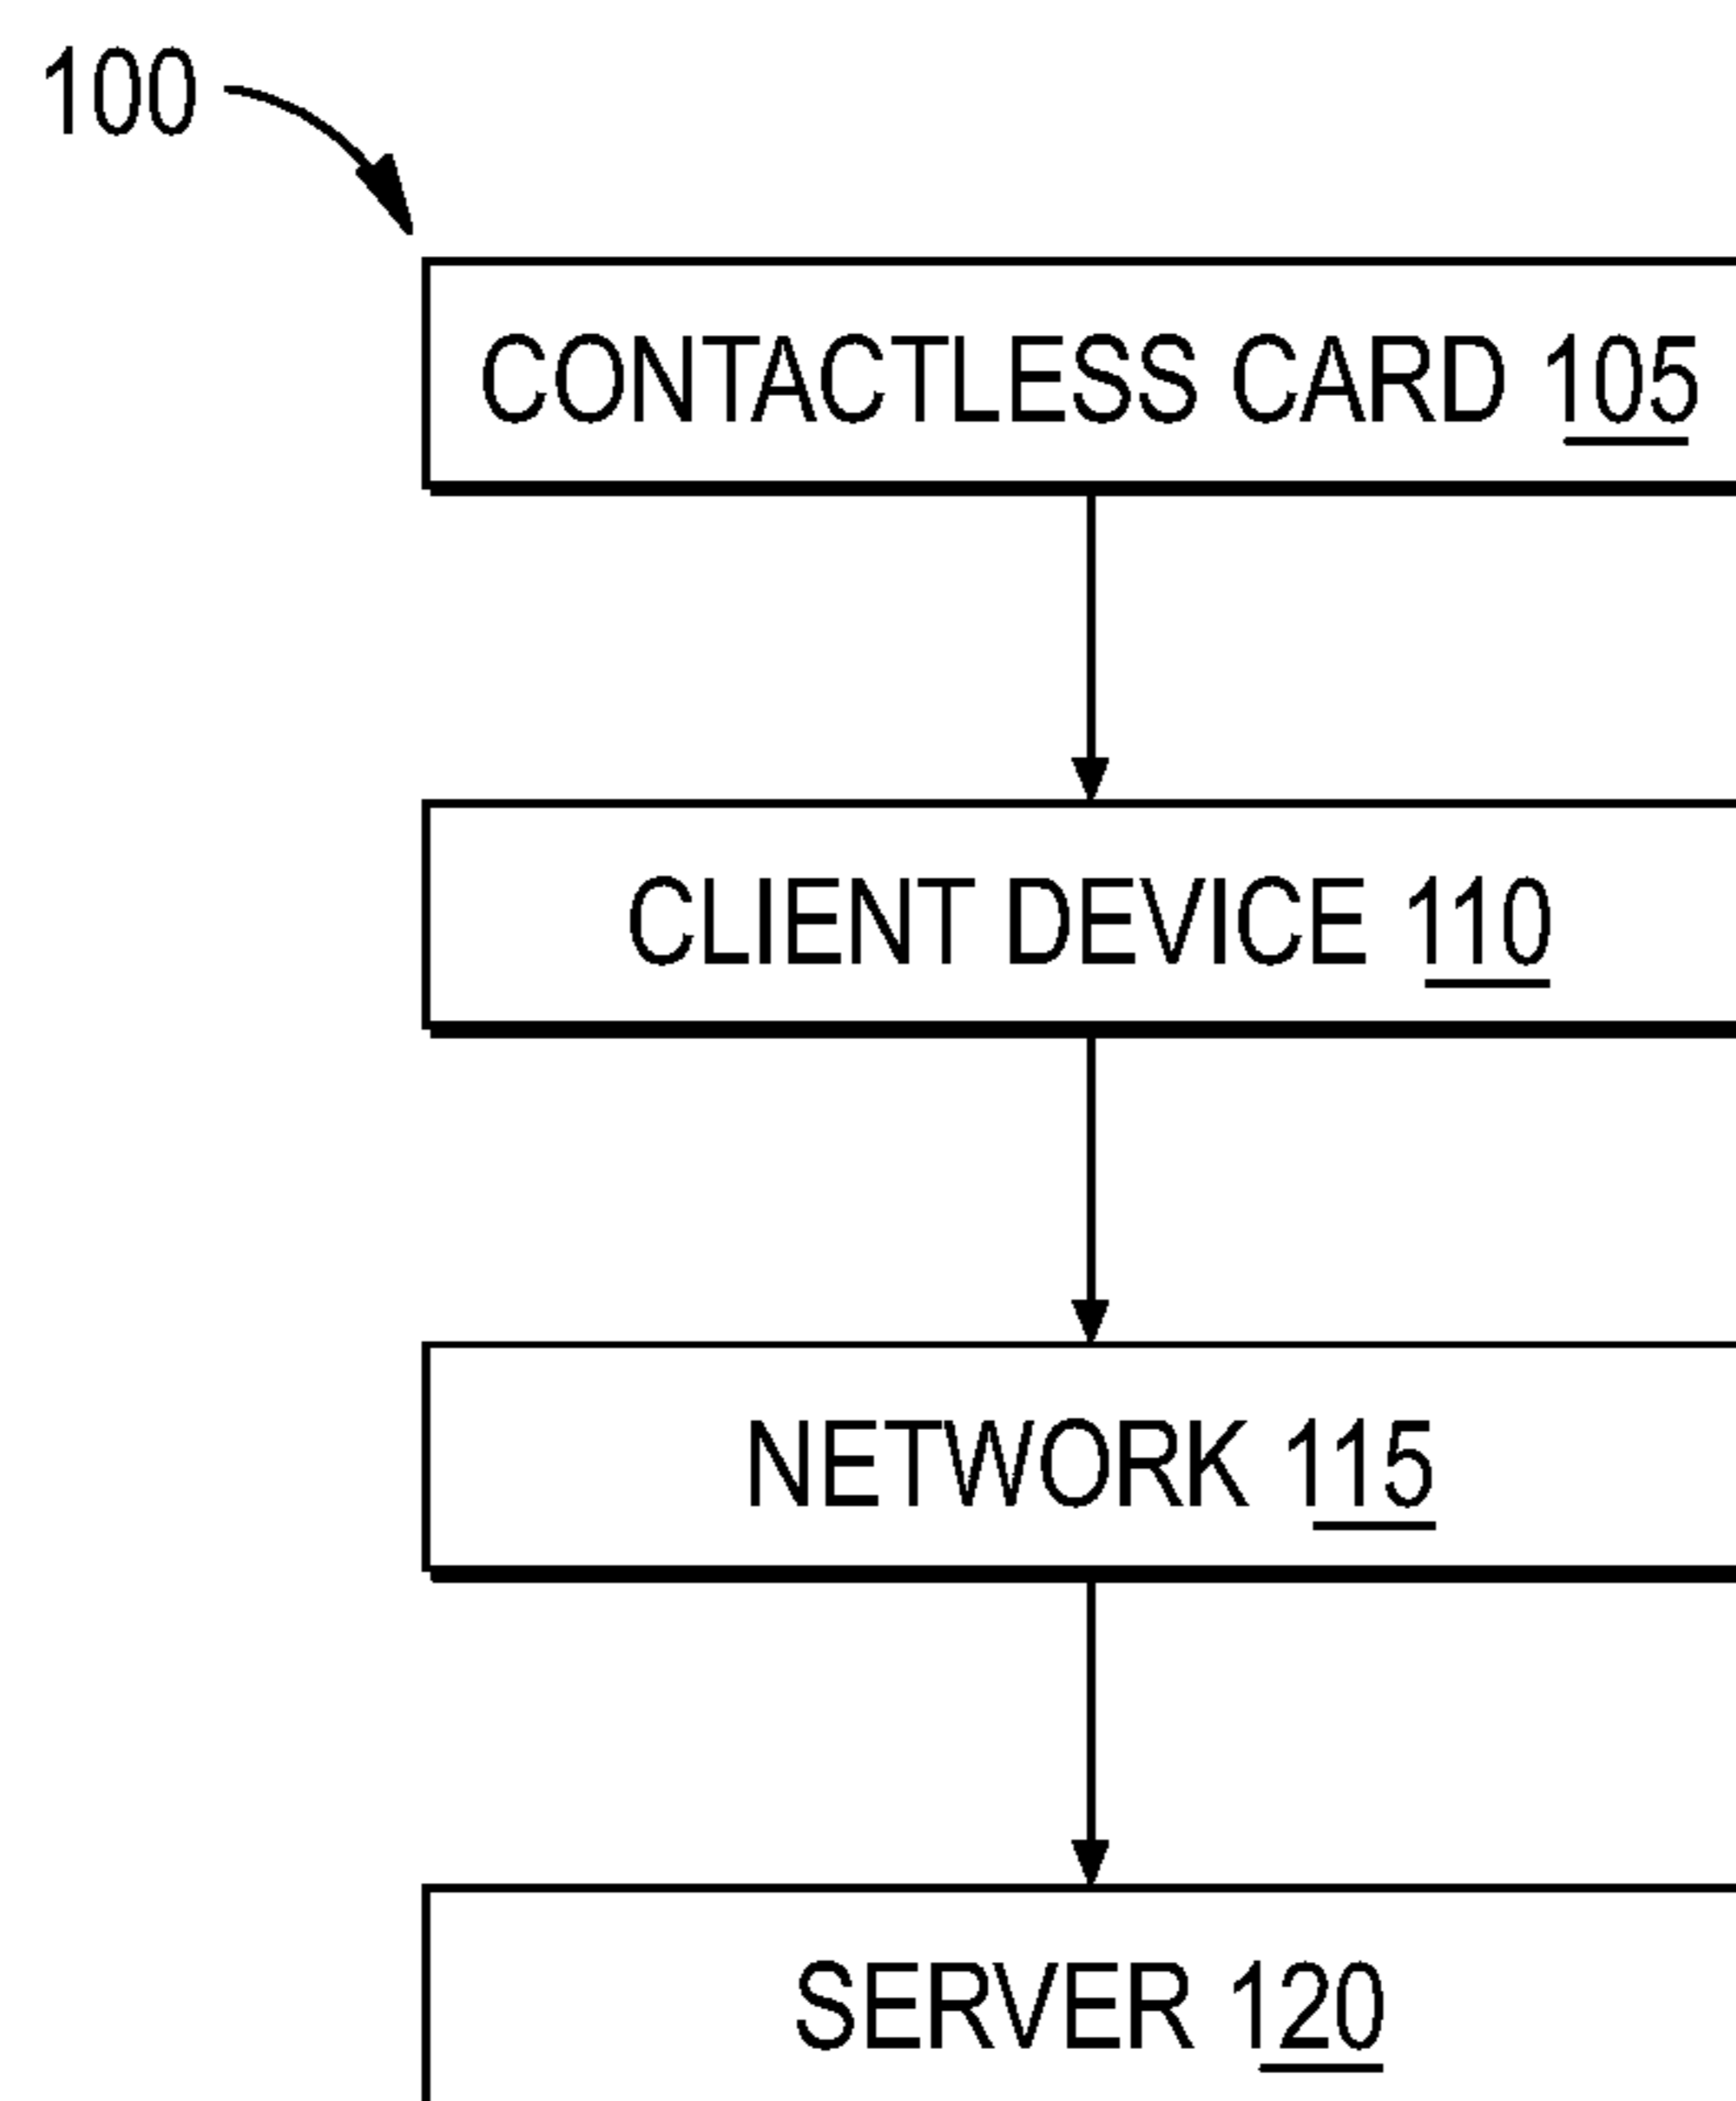 100
CONTACTLESS CARD 105
CLIENT DEVICE 110
NETWORK 115
SERVER 120